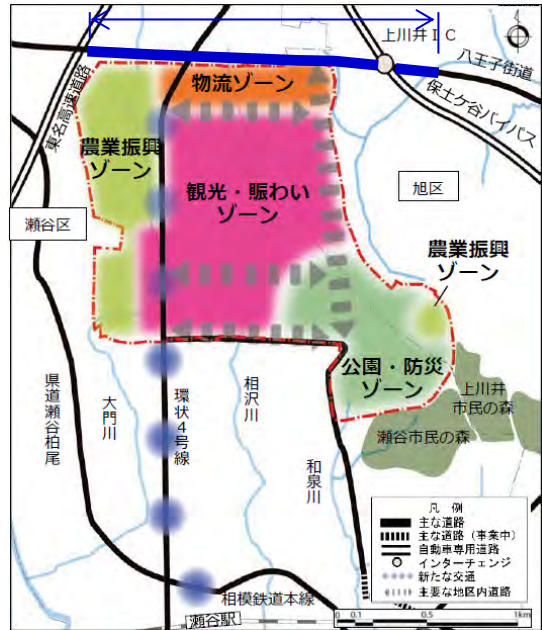 上川井IC
4
八王子街道
保土ケ谷バイパス
東名高速道路
物流ゾーン
農業振興
ゾーン
観光・賑わい
ゾーン
旭区
瀬谷区
農業振興
ゾーン
公園・防災
ゾーン
上川井
市民の森
瀬谷市民の森
県道瀬谷柏尾
大門川
環状4号線
相沢川
和泉川
相模鉄道本線
瀬谷駅
凡 例
主な道路
主な道路（事業中）
自動車専用道路
インターチェンジ
新たな交通
主要な地区内道路
0 0.1 0.5 1km